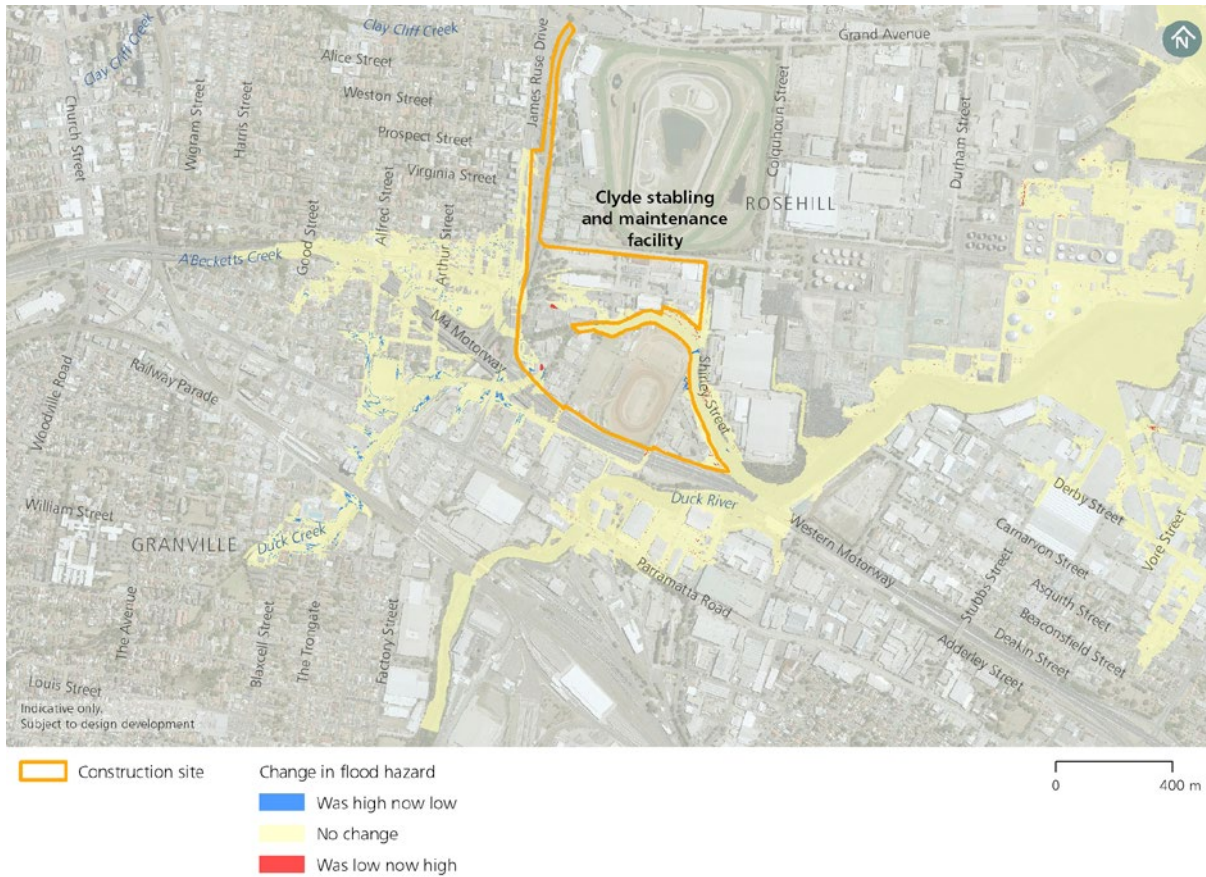 Clay Cliff Creek
Clay Cliff Creek
Grand Avenue
N
Alice Street
James Ruse Drive
Weston Street
Church Street
Wigram Street
Harris Street
Prospect Street
Colquhoun Street
Durham Street
Virginia Street
Alfred Street
Clyde stabling
and maintenance
facility
ROSEHILL
Good Street
Arthur Street
A'Becketts Creek
M4 Motorway
Railway Parade
Woodville Road
Shirley Street
Duck River
William Street
GRANVILLE
Duck Creek
Derby Street
Carnarvon Street
Vore Street
Western Motorway
Stubbs Street
Asquith Street
Parramatta Road
Beaconsfield Street
The Avenue
Blaxcell Street
The Trongate
Factory Street
Deakin Street
Adderley Street
Louis Street
Indicative only,
Subject to design development
Construction site
Change in flood hazard
Was high now low
No change
Was low now high
0 400 m